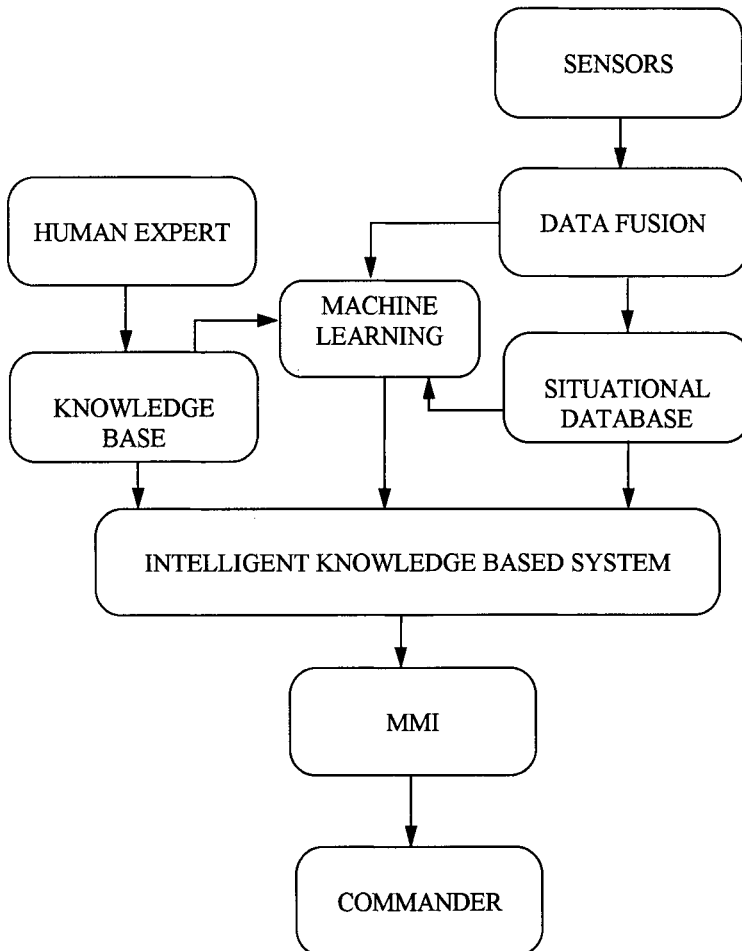 SENSORS
HUMAN EXPERT
DATA FUSION
MACHINE
LEARNING
KNOWLEDGE
BASE
SITUATIONAL
DATABASE
INTELLIGENT KNOWLEDGE BASED SYSTEM
MMI
COMMANDER